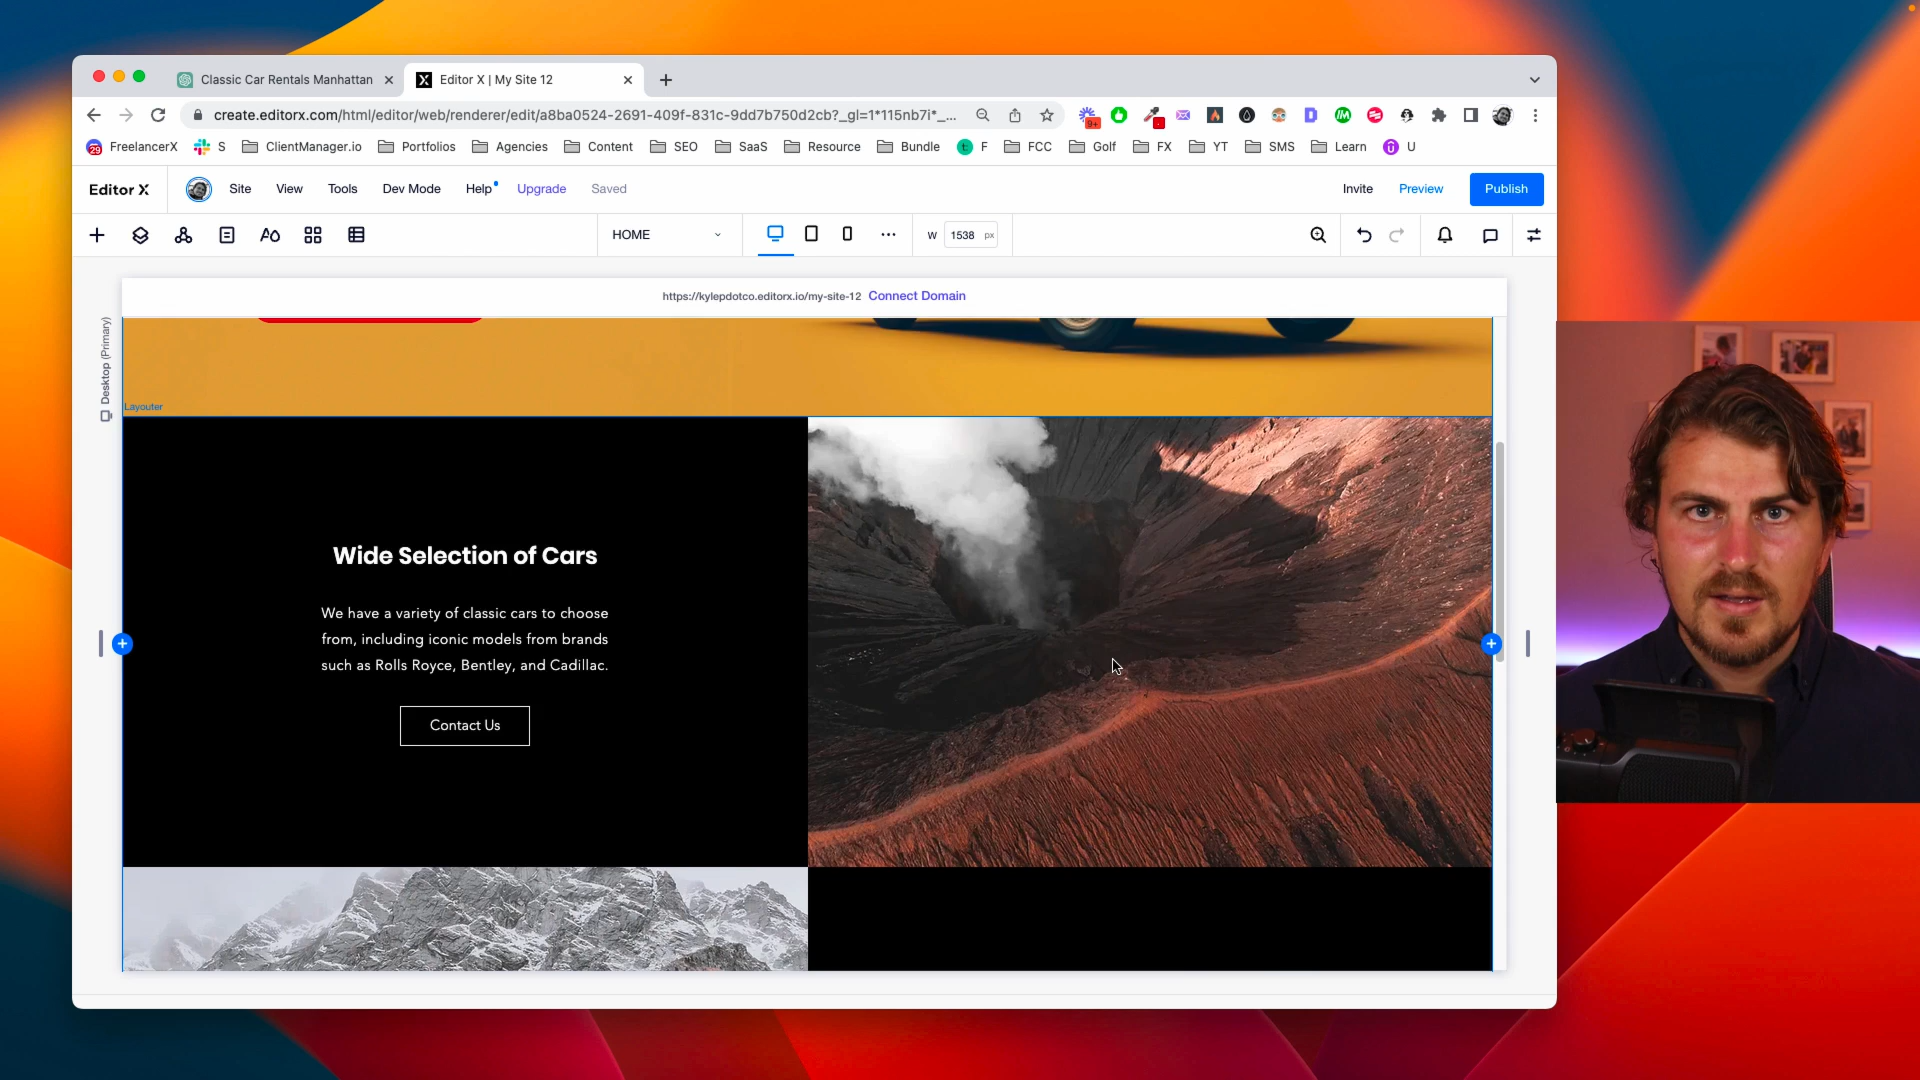 Classic Car Rentals Manhattan
Editor X | My Site 12
create.editorx.com/html/editor/web/renderer/edit/a8ba0524-2691-409f-831c-9dd7b750d2cb?_gl=1*115nb7i*_...
9+
29
FreelancerX
S
ClientManager.io
Portfolios
Agencies
Content
SEO
SaaS
Resource
Bundle
F
FCC
Golf
FX
YT
SMS
Learn
U
Editor X
Site
View
Tools
Dev Mode
Help
Upgrade
Saved
Invite
Preview
Publish
HOME
W 1538 px
https://kylepdotco.editorx.io/my-site-12 Connect Domain
Desktop (Primary)
Layouter
Wide Selection of Cars
We have a variety of classic cars to choose
from, including iconic models from brands
such as Rolls Royce, Bentley, and Cadillac.
Contact Us